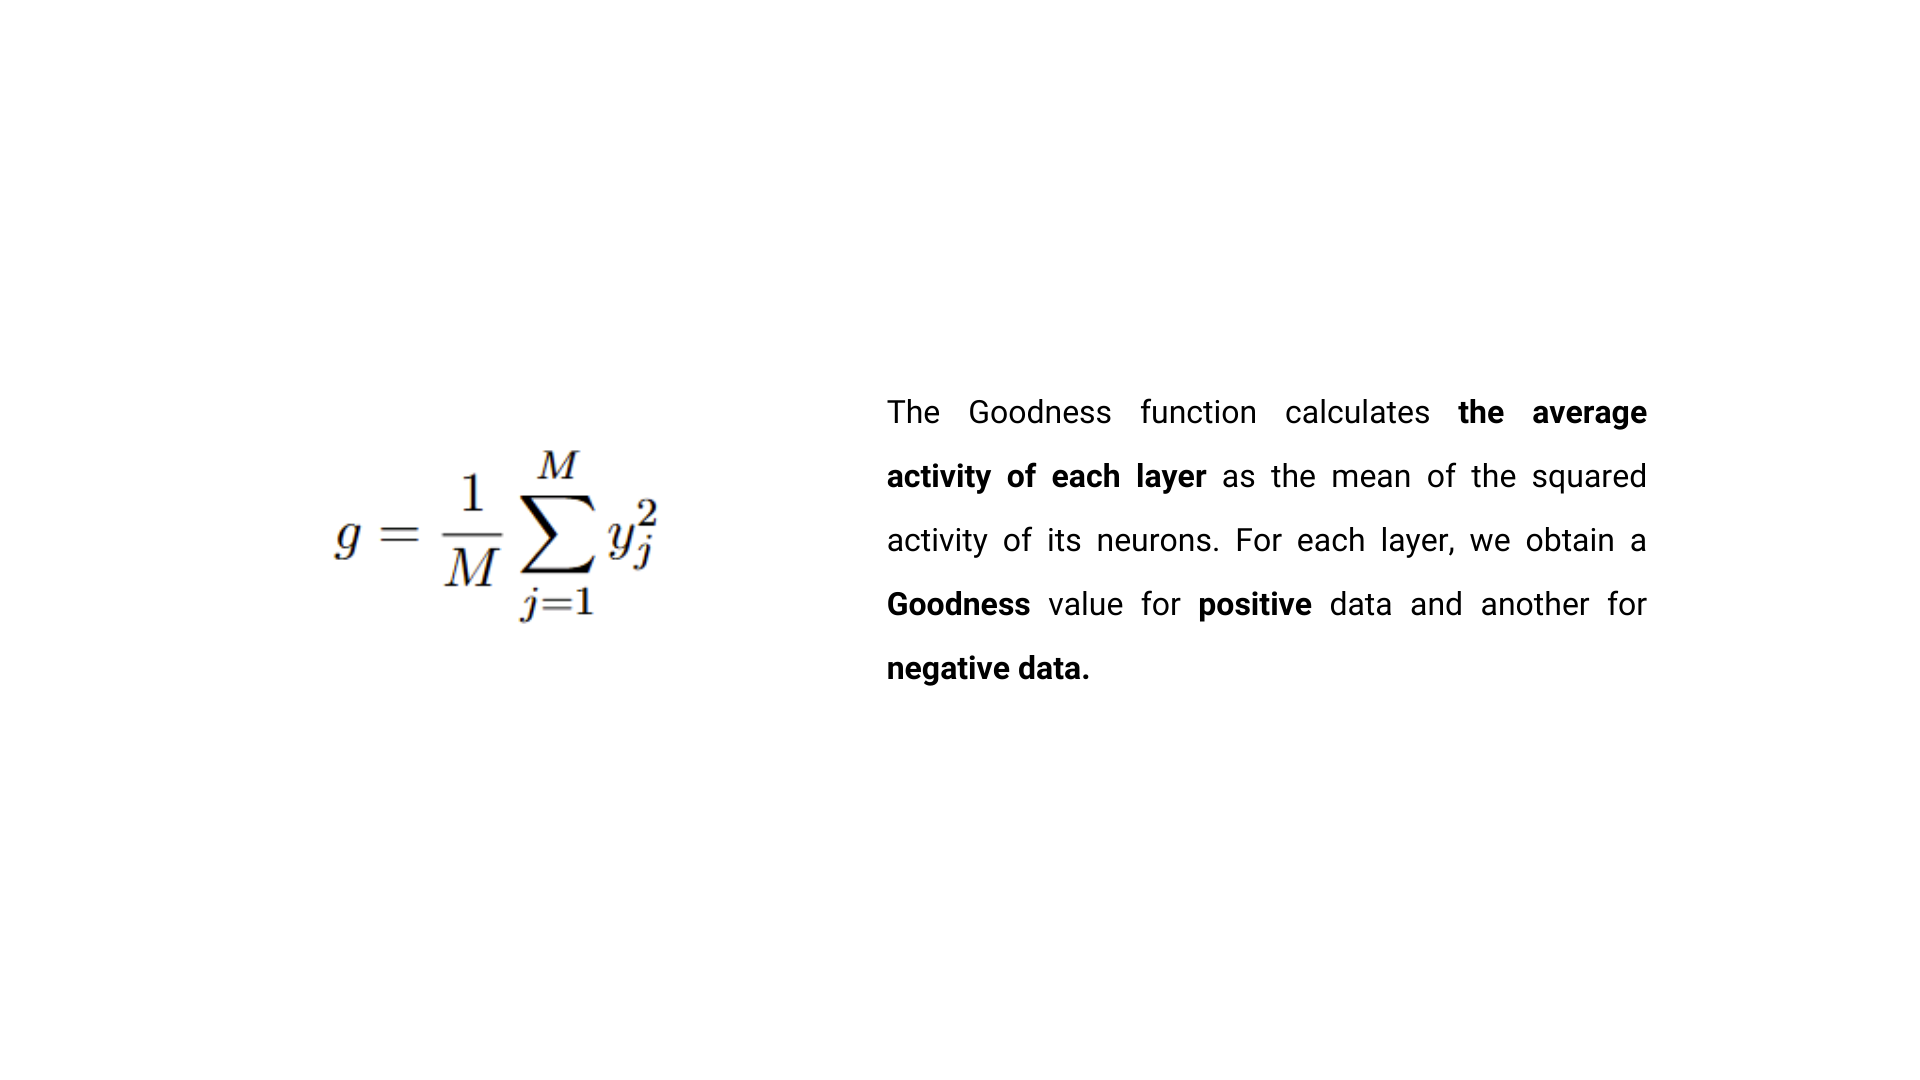 g = \frac{1}{M} \sum_{j=1}^{M} y_j^2
The Goodness function calculates the average
activity of each layer as the mean of the squared
activity of its neurons. For each layer, we obtain a
Goodness value for positive data and another for
negative data.